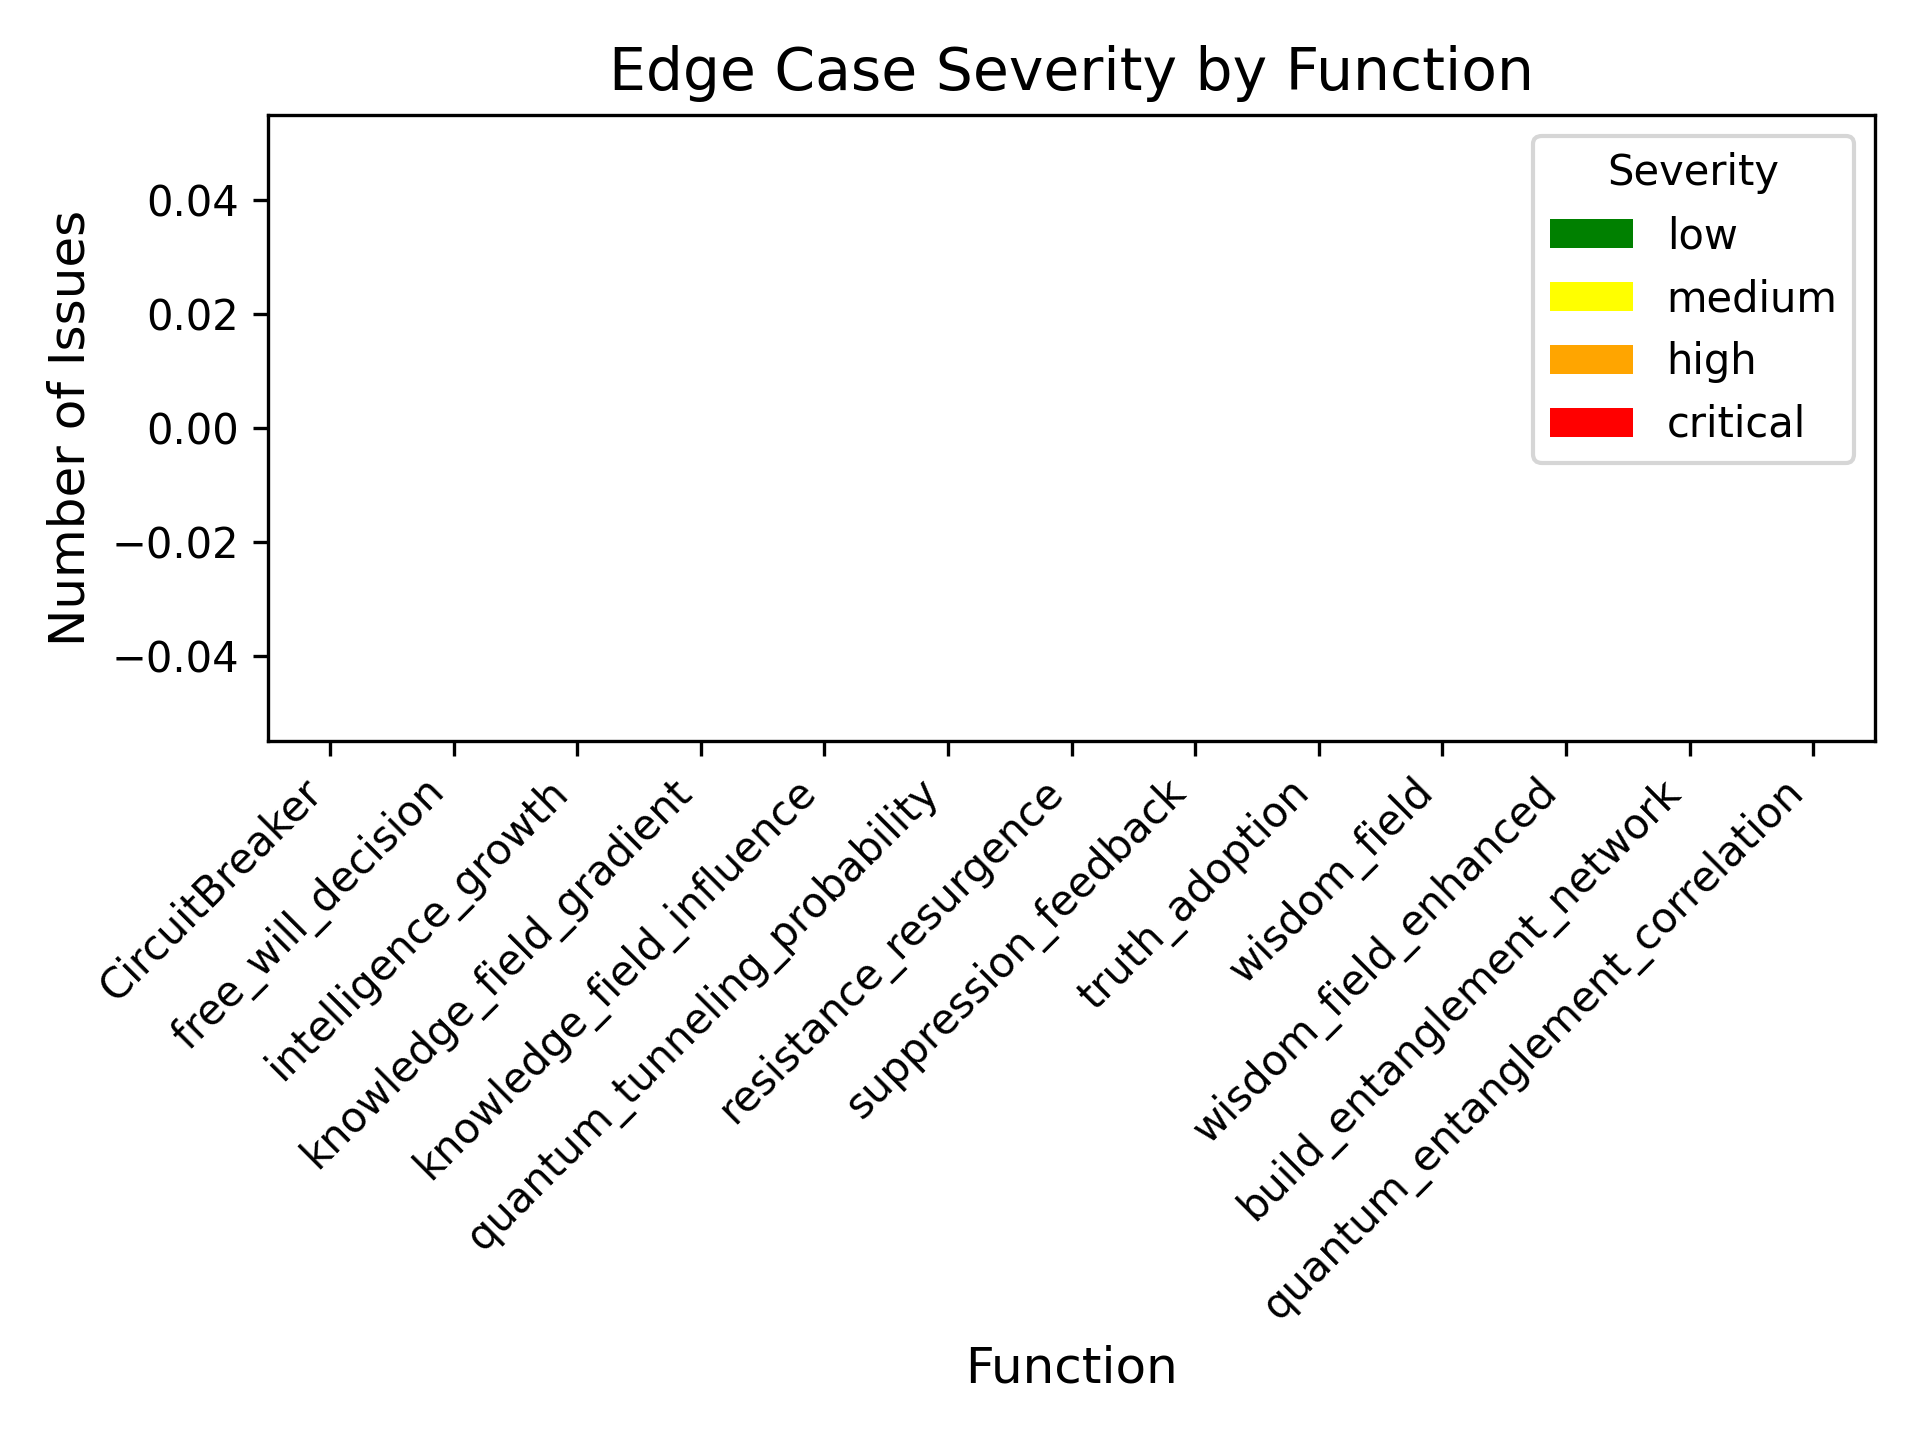 Edge Case Severity by Function
Number of Issues
0.04
0.02
0.00
−0.02
−0.04
Severity
low
medium
high
critical
CircuitBreaker
free_will_decision
intelligence_growth
knowledge_field_gradient
knowledge_field_influence
quantum_tunneling_probability
resistance_resurgence
suppression_feedback
truth_adoption
wisdom_field
wisdom_field_enhanced
build_entanglement_network
quantum_entanglement_correlation
Function